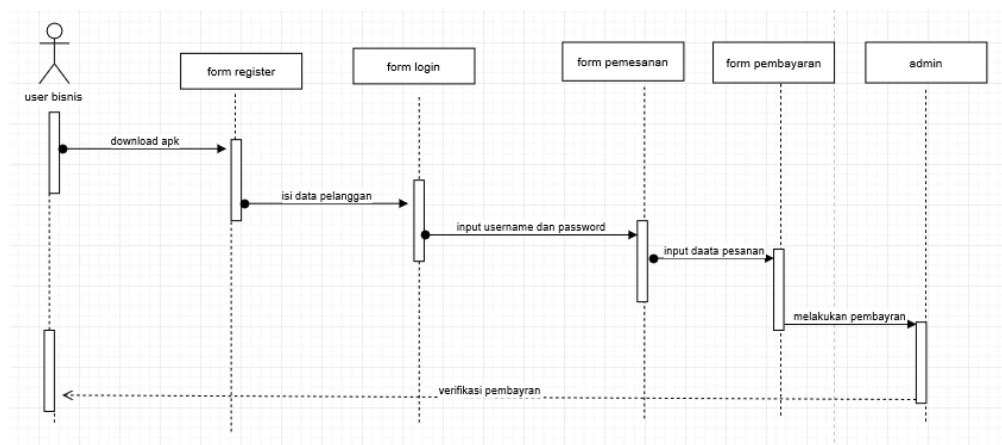 user bisnis
form register
form login
form pemesanan
form pembayaran
admin
download apk
isi data pelanggan
input username dan password
input daata pesanan
melakukan pembayran
verifikasi pembayran